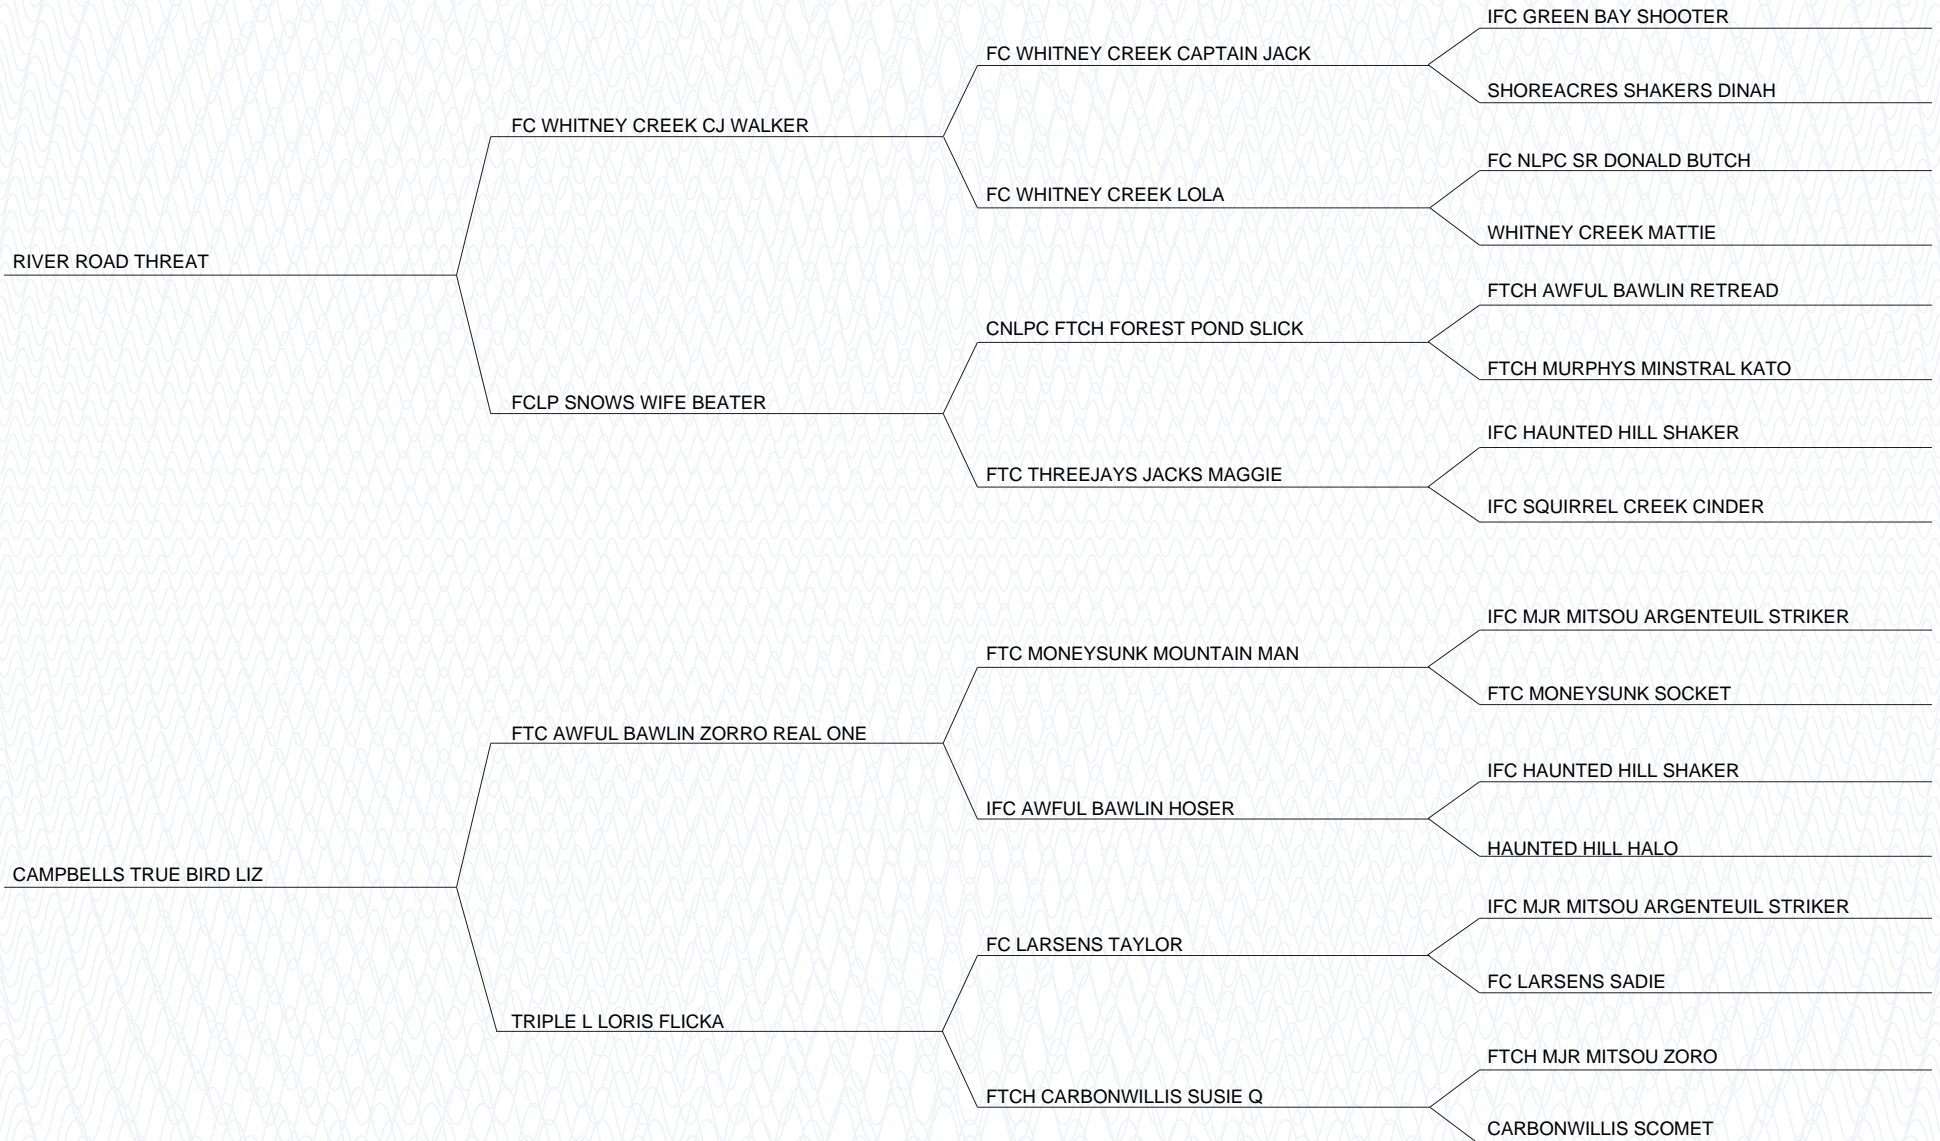 IFC GREEN BAY SHOOTER
FC WHITNEY CREEK CAPTAIN JACK
SHOREACRES SHAKERS DINAH
FC WHITNEY CREEK CJ WALKER
FC NLPC SR DONALD BUTCH
FC WHITNEY CREEK LOLA
WHITNEY CREEK MATTIE
RIVER ROAD THREAT
FTCH AWFUL BAWLIN RETREAD
CNLPC FTCH FOREST POND SLICK
FTCH MURPHYS MINSTRAL KATO
FCLP SNOWS WIFE BEATER
IFC HAUNTED HILL SHAKER
FTC THREEJAYS JACKS MAGGIE
IFC SQUIRREL CREEK CINDER
IFC MJR MITSOU ARGENTEUIL STRIKER
FTC MONEYSUNK MOUNTAIN MAN
FTC MONEYSUNK SOCKET
FTC AWFUL BAWLIN ZORRO REAL ONE
IFC HAUNTED HILL SHAKER
IFC AWFUL BAWLIN HOSER
HAUNTED HILL HALO
CAMPBELLS TRUE BIRD LIZ
IFC MJR MITSOU ARGENTEUIL STRIKER
FC LARSENS TAYLOR
FC LARSENS SADIE
TRIPLE L LORIS FLICKA
FTCH MJR MITSOU ZORO
FTCH CARBONWILLIS SUSIE Q
CARBONWILLIS SCOMET